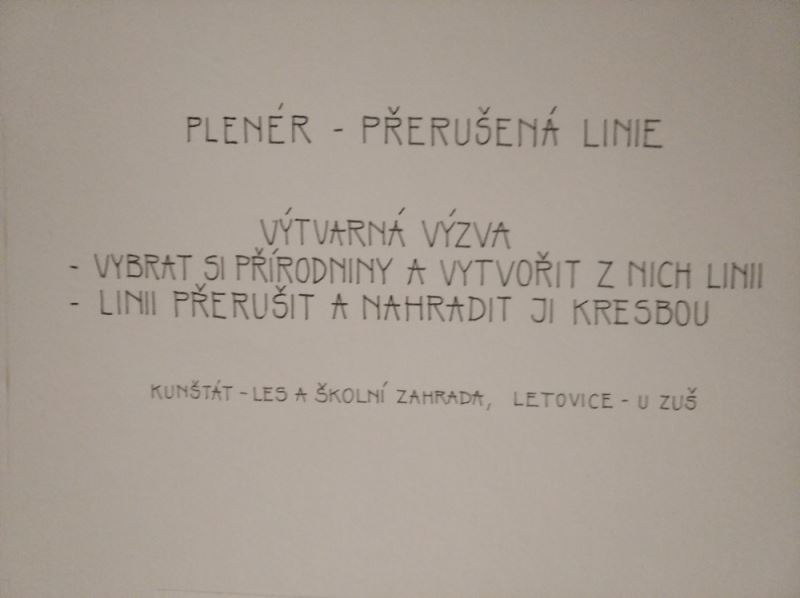 PLENÉR - PŘERUŠENÁ LINIE
VÝTVARNÁ VÝZVA
- VYBRAT SI PŘÍRODNINY A VYTVOŘIT Z NICH LINII
- LINII PŘERUŠIT A NAHRADIT JI KRESBOU
KUNŠTÁT - LES A ŠKOLNÍ ZAHRADA, LETOVICE - U ZUŠ